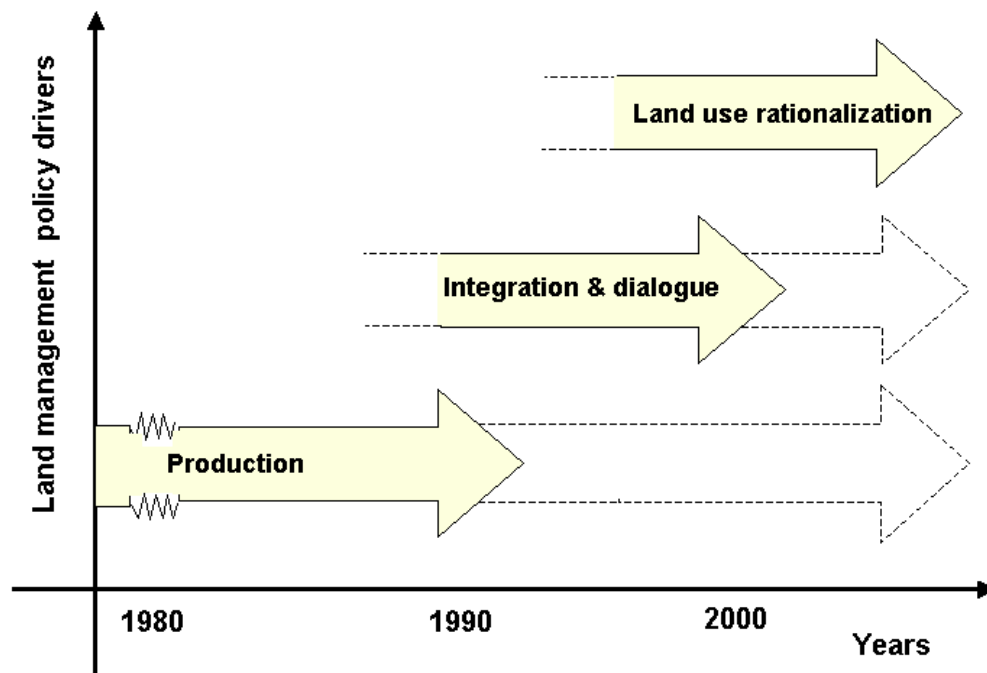 Land management policy drivers
Land use rationalization
Integration & dialogue
Production
1980
1990
2000
Years